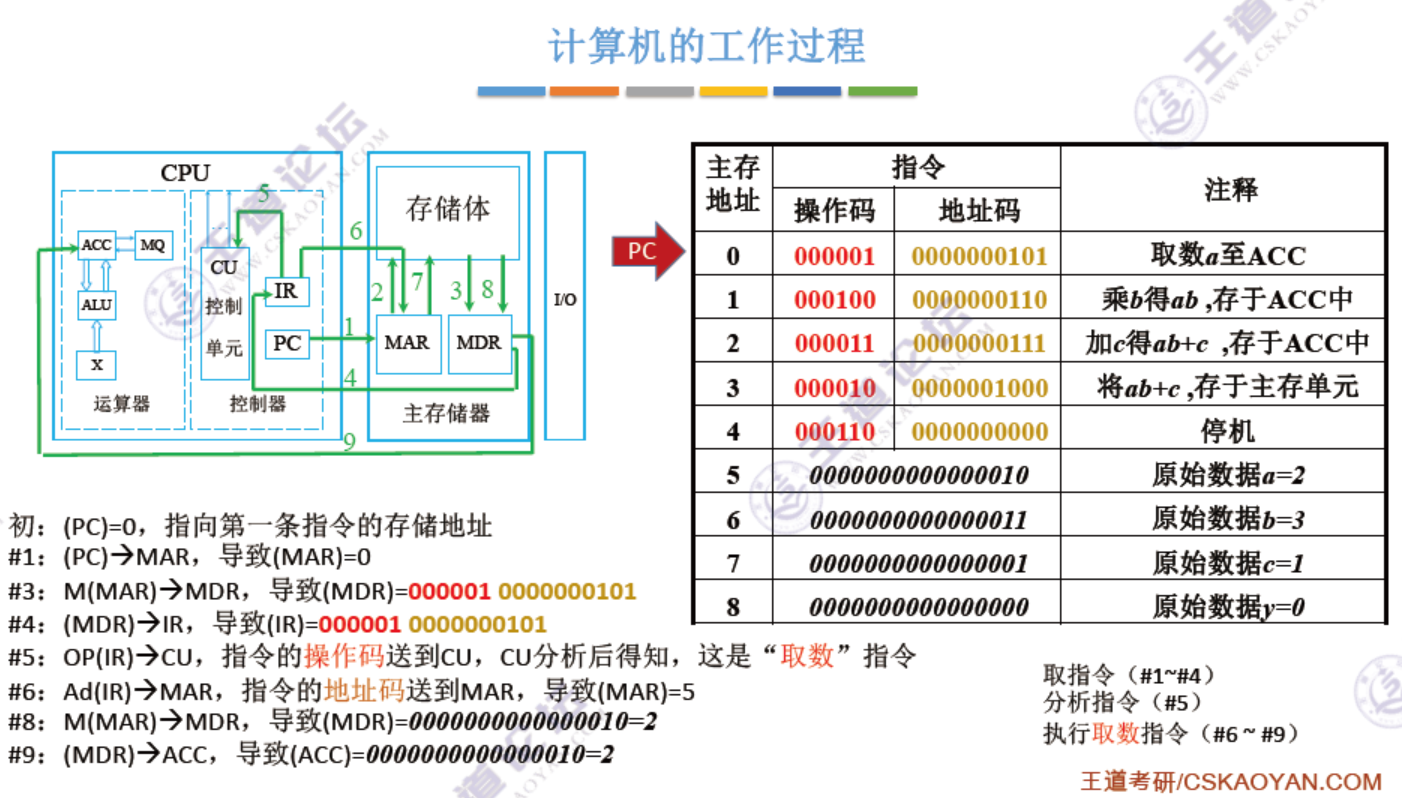 计算机的工作过程
CPU
ACC
MQ
ALU
X
运算器
CU
控制
单元
IR
PC
控制器
存储体
MAR
MDR
主存储器
I/O
5
6
2
7
3
8
1
4
9
PC
主存地址 指令 注释
操作码 地址码
0 000001 0000000101 取数a至ACC
1 000100 0000000110 乘b得ab ,存于ACC中
2 000011 0000000111 加c得ab+c ,存于ACC中
3 000010 0000001000 将ab+c ,存于主存单元
4 000110 0000000000 停机
5 0000000000000010 原始数据a=2
6 0000000000000011 原始数据b=3
7 0000000000000001 原始数据c=1
8 0000000000000000 原始数据y=0
初：(PC)=0，指向第一条指令的存储地址
#1：(PC)→MAR，导致(MAR)=0
#3：M(MAR)→MDR，导致(MDR)=000001 0000000101
#4：(MDR)→IR，导致(IR)=000001 0000000101
#5：OP(IR)→CU，指令的操作码送到CU，CU分析后得知，这是“取数”指令
#6：Ad(IR)→MAR，指令的地址码送到MAR，导致(MAR)=5
#8：M(MAR)→MDR，导致(MDR)=0000000000000010=2
#9：(MDR)→ACC，导致(ACC)=0000000000000010=2
取指令（#1~#4）
分析指令（#5）
执行取数指令（#6 ~ #9）
王道考研/CSKAOYAN.COM
王道论坛
WWW.CSKAOYAN.COM